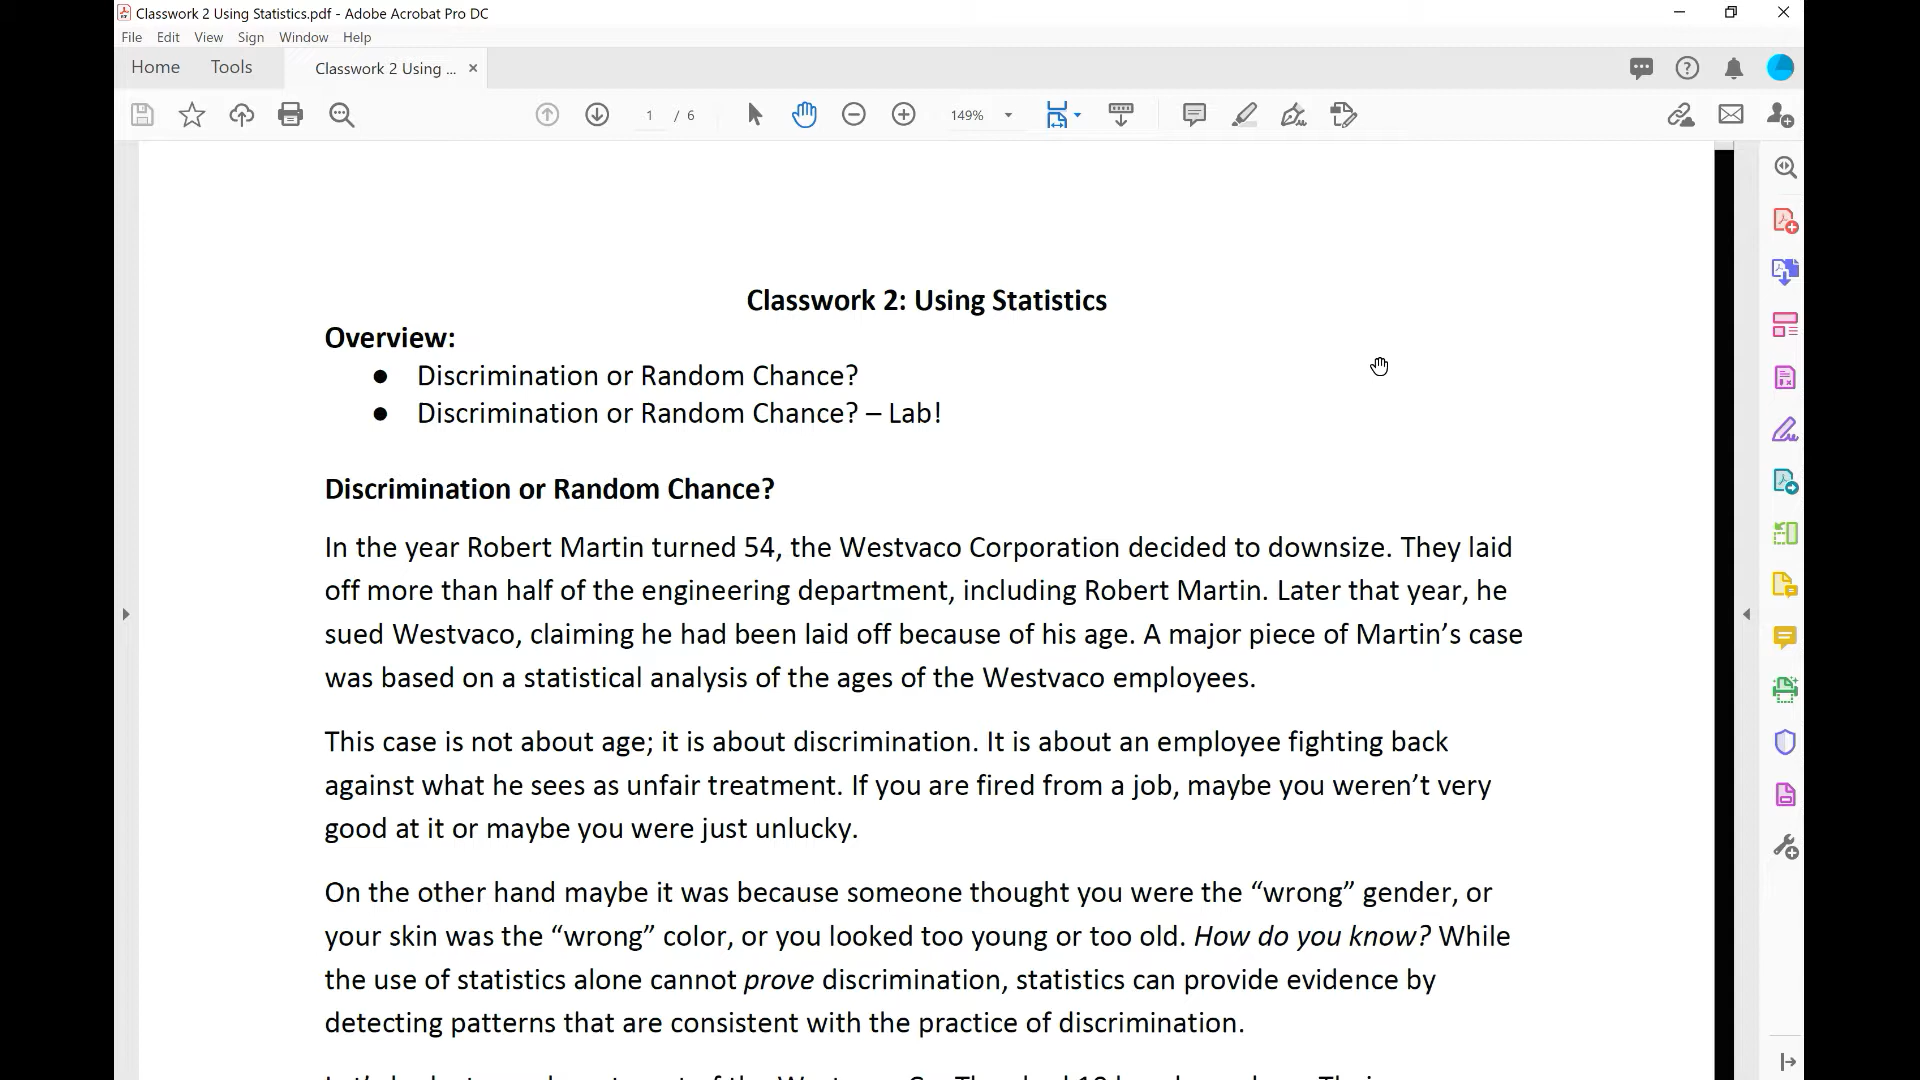 Classwork 2 Using Statistics.pdf - Adobe Acrobat Pro DC
File Edit View Sign Window Help
Home Tools Classwork 2 Using ...
1 / 6 149%
Classwork 2: Using Statistics
Overview:
● Discrimination or Random Chance?
● Discrimination or Random Chance? – Lab!
Discrimination or Random Chance?
In the year Robert Martin turned 54, the Westvaco Corporation decided to downsize. They laid
off more than half of the engineering department, including Robert Martin. Later that year, he
sued Westvaco, claiming he had been laid off because of his age. A major piece of Martin’s case
was based on a statistical analysis of the ages of the Westvaco employees.
This case is not about age; it is about discrimination. It is about an employee fighting back
against what he sees as unfair treatment. If you are fired from a job, maybe you weren’t very
good at it or maybe you were just unlucky.
On the other hand maybe it was because someone thought you were the “wrong” gender, or
your skin was the “wrong” color, or you looked too young or too old. How do you know? While
the use of statistics alone cannot prove discrimination, statistics can provide evidence by
detecting patterns that are consistent with the practice of discrimination.